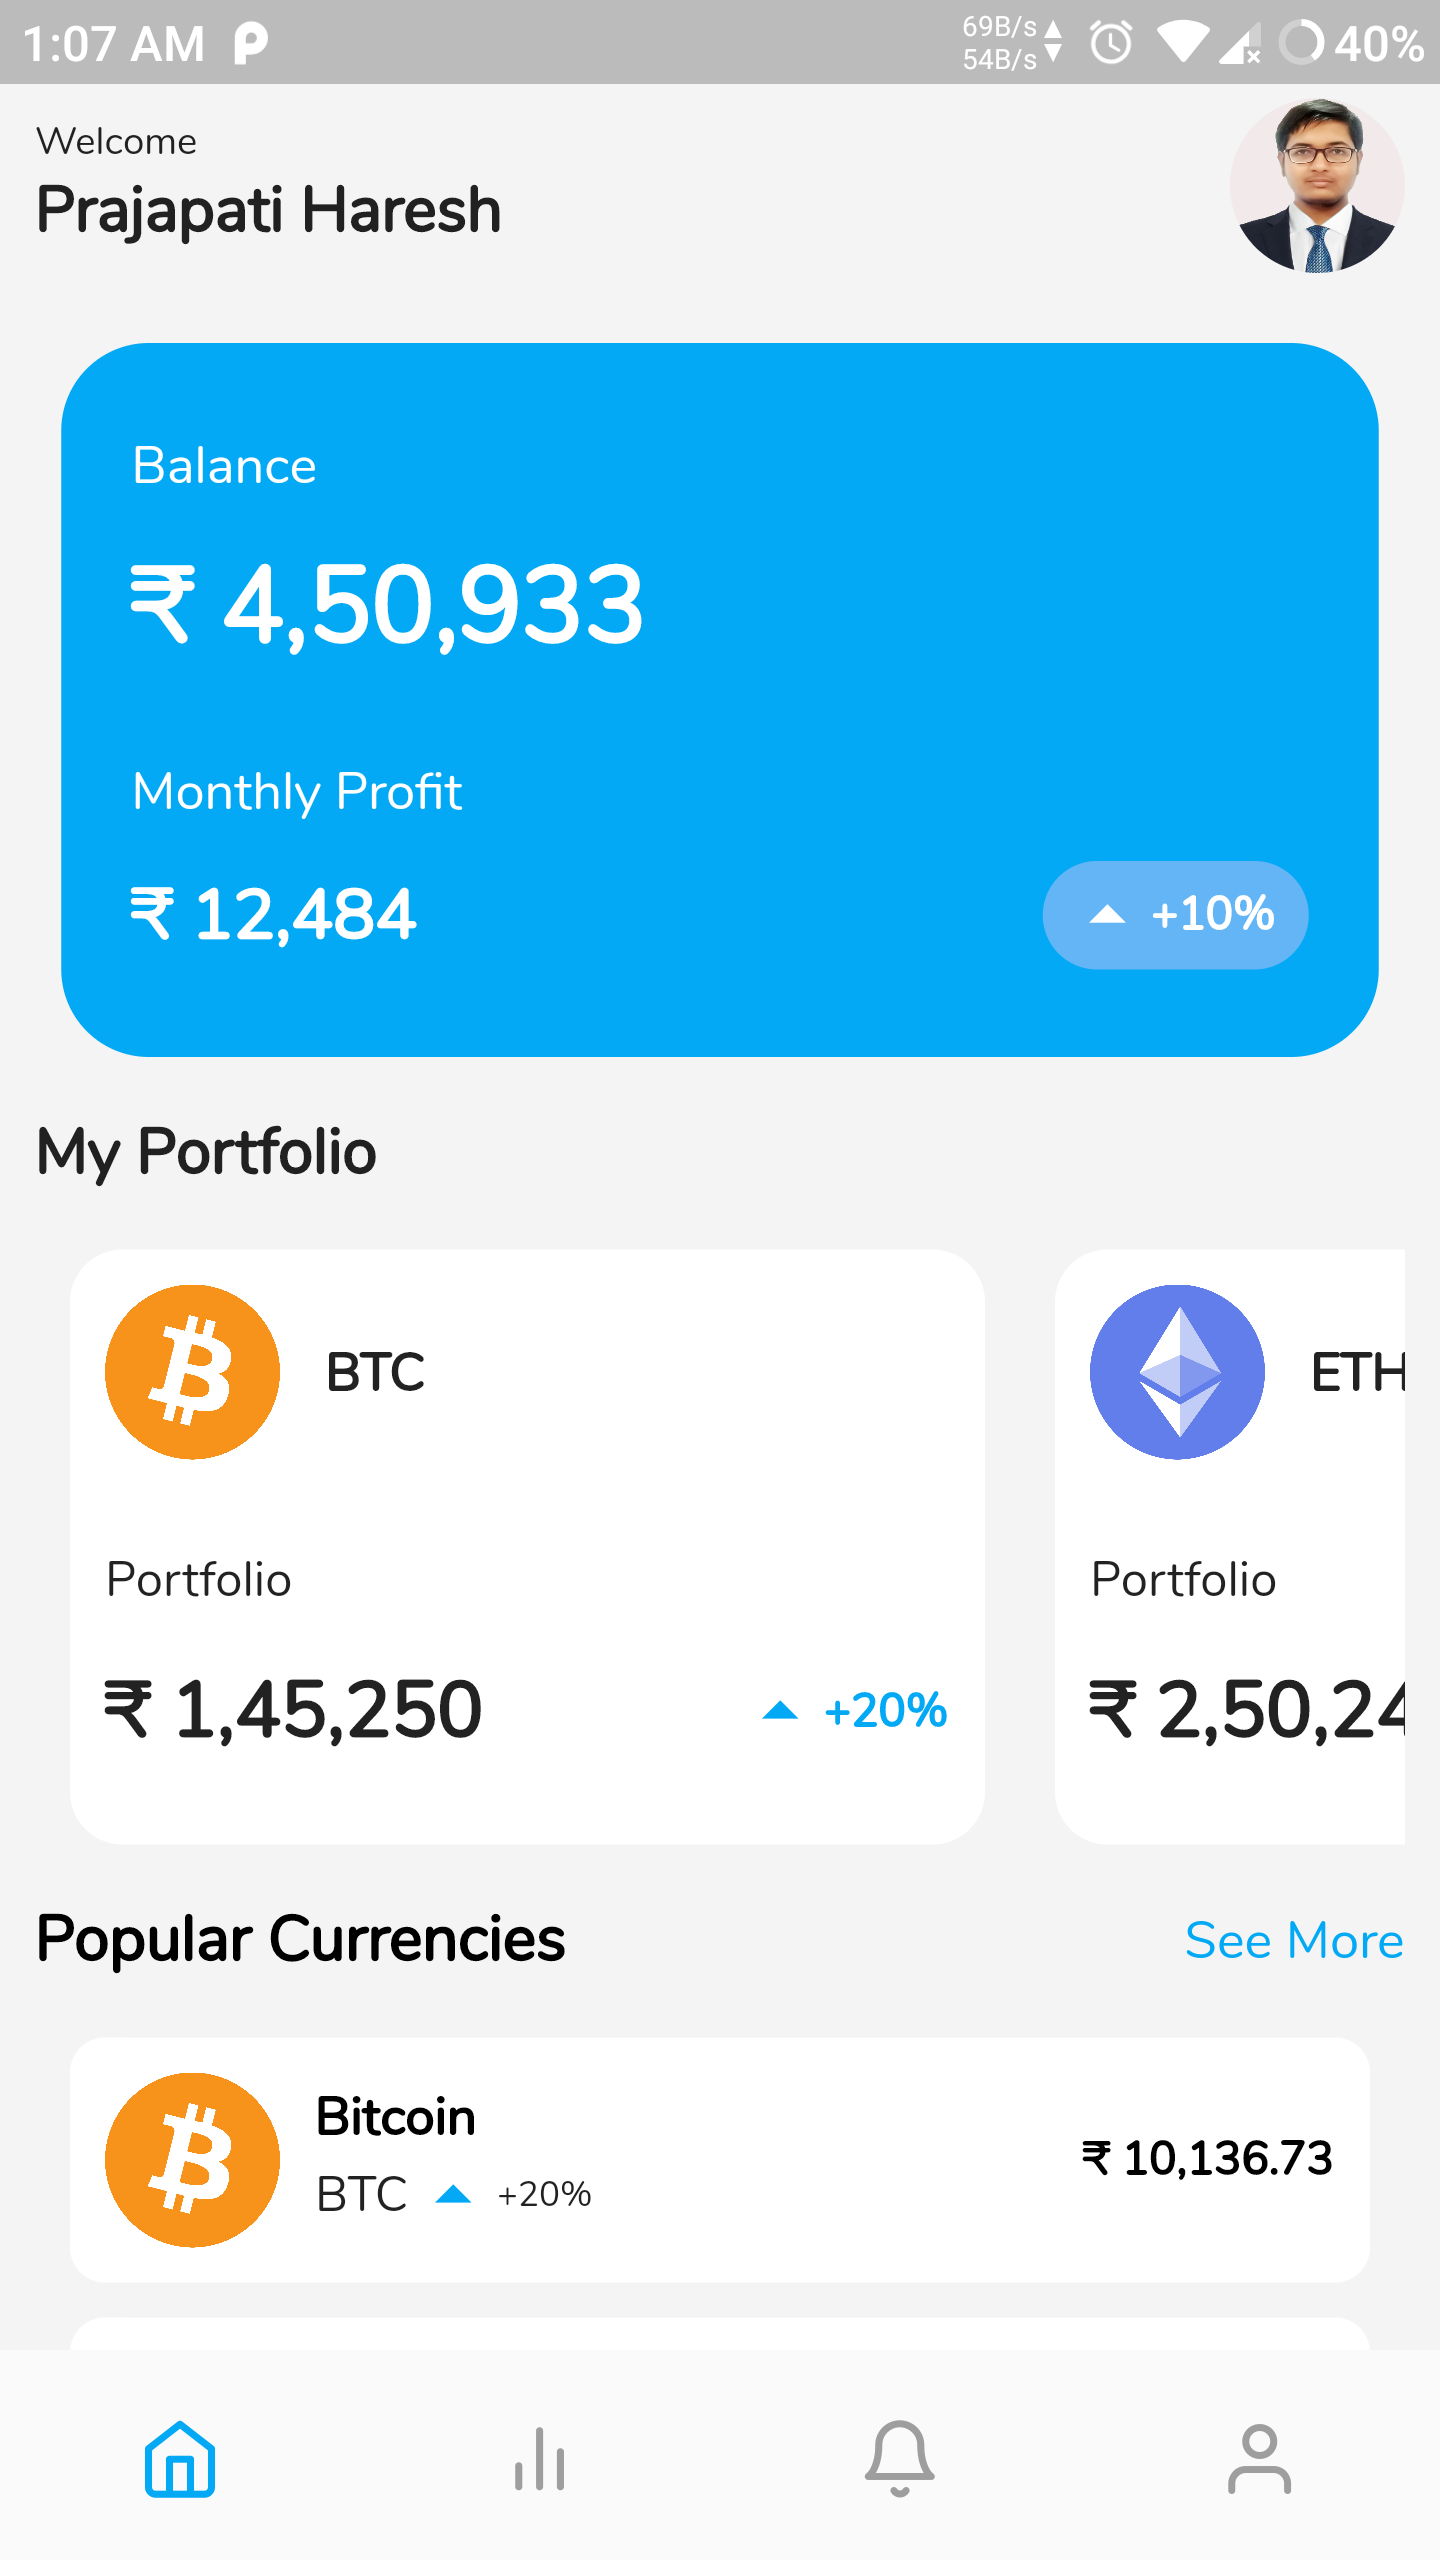 1:07 AM
69B/s
54B/s
40%
Welcome
Prajapati Haresh
Balance
₹ 4,50,933
Monthly Profit
₹ 12,484
+10%
My Portfolio
BTC
ETH
Portfolio
Portfolio
₹ 1,45,250
+20%
₹ 2,50,24
Popular Currencies
See More
Bitcoin
BTC
+20%
₹ 10,136.73